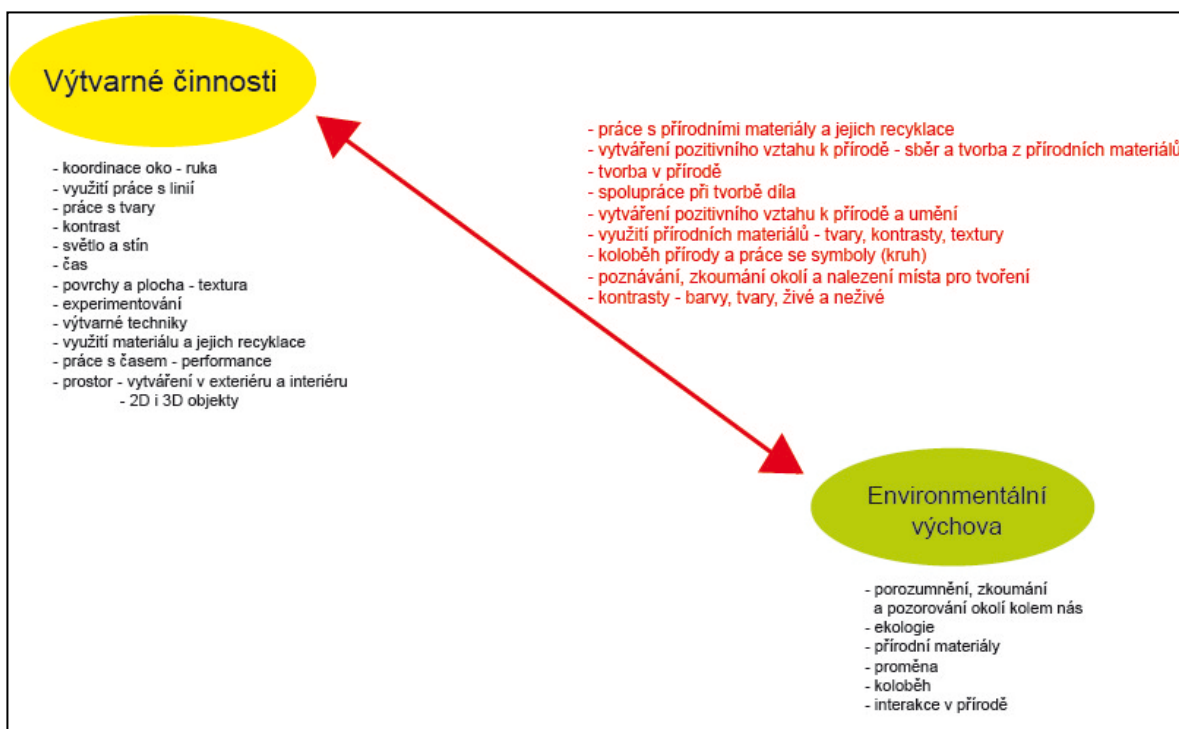 Výtvarné činnosti
- koordinace oko - ruka
- využití práce s linií
- práce s tvary
- kontrast
- světlo a stín
- čas
- povrchy a plocha - textura
- experimentování
- výtvarné techniky
- využití materiálu a jejich recyklace
- práce s časem - performance
- prostor - vytváření v exteriéru a interiéru
- 2D i 3D objekty
- práce s přírodními materiály a jejich recyklace
- vytváření pozitivního vztahu k přírodě - sběr a tvorba z přírodních materiálů
- tvorba v přírodě
- spolupráce při tvorbě díla
- vytváření pozitivního vztahu k přírodě a umění
- využití přírodních materiálů - tvary, kontrasty, textury
- koloběh přírody a práce se symboly (kruh)
- poznávání, zkoumání okolí a nalezení místa pro tvoření
- kontrasty - barvy, tvary, živé a neživé
Environmentální
výchova
- porozumnění, zkoumání
a pozorování okolí kolem nás
- ekologie
- přírodní materiály
- proměna
- koloběh
- interakce v přírodě